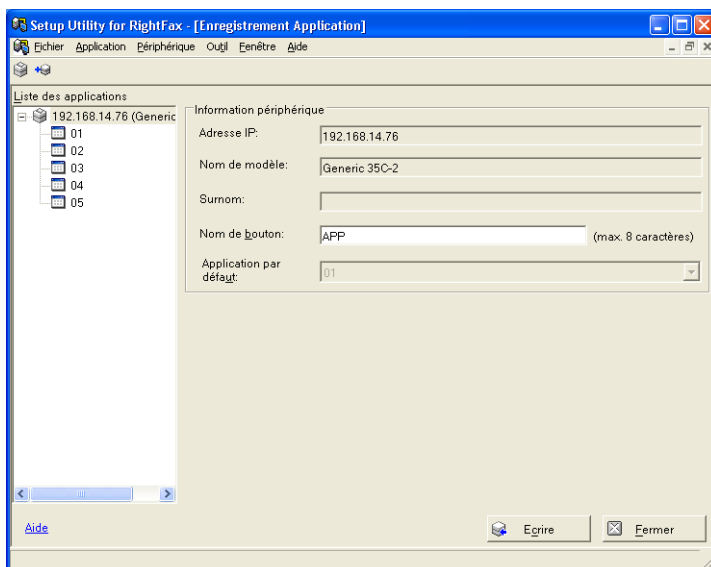 Setup Utility for RightFax - [Enregistrement Application]
Fichier Application Périphérique Outil Fenêtre Aide
Liste des applications
192.168.14.76 (Generic
01
02
03
04
05
Information périphérique
Adresse IP: 192.168.14.76
Nom de modèle: Generic 35C-2
Surnom:
Nom de bouton: APP (max. 8 caractères)
Application par
défaut: 01
Aide
Ecrire Fermer